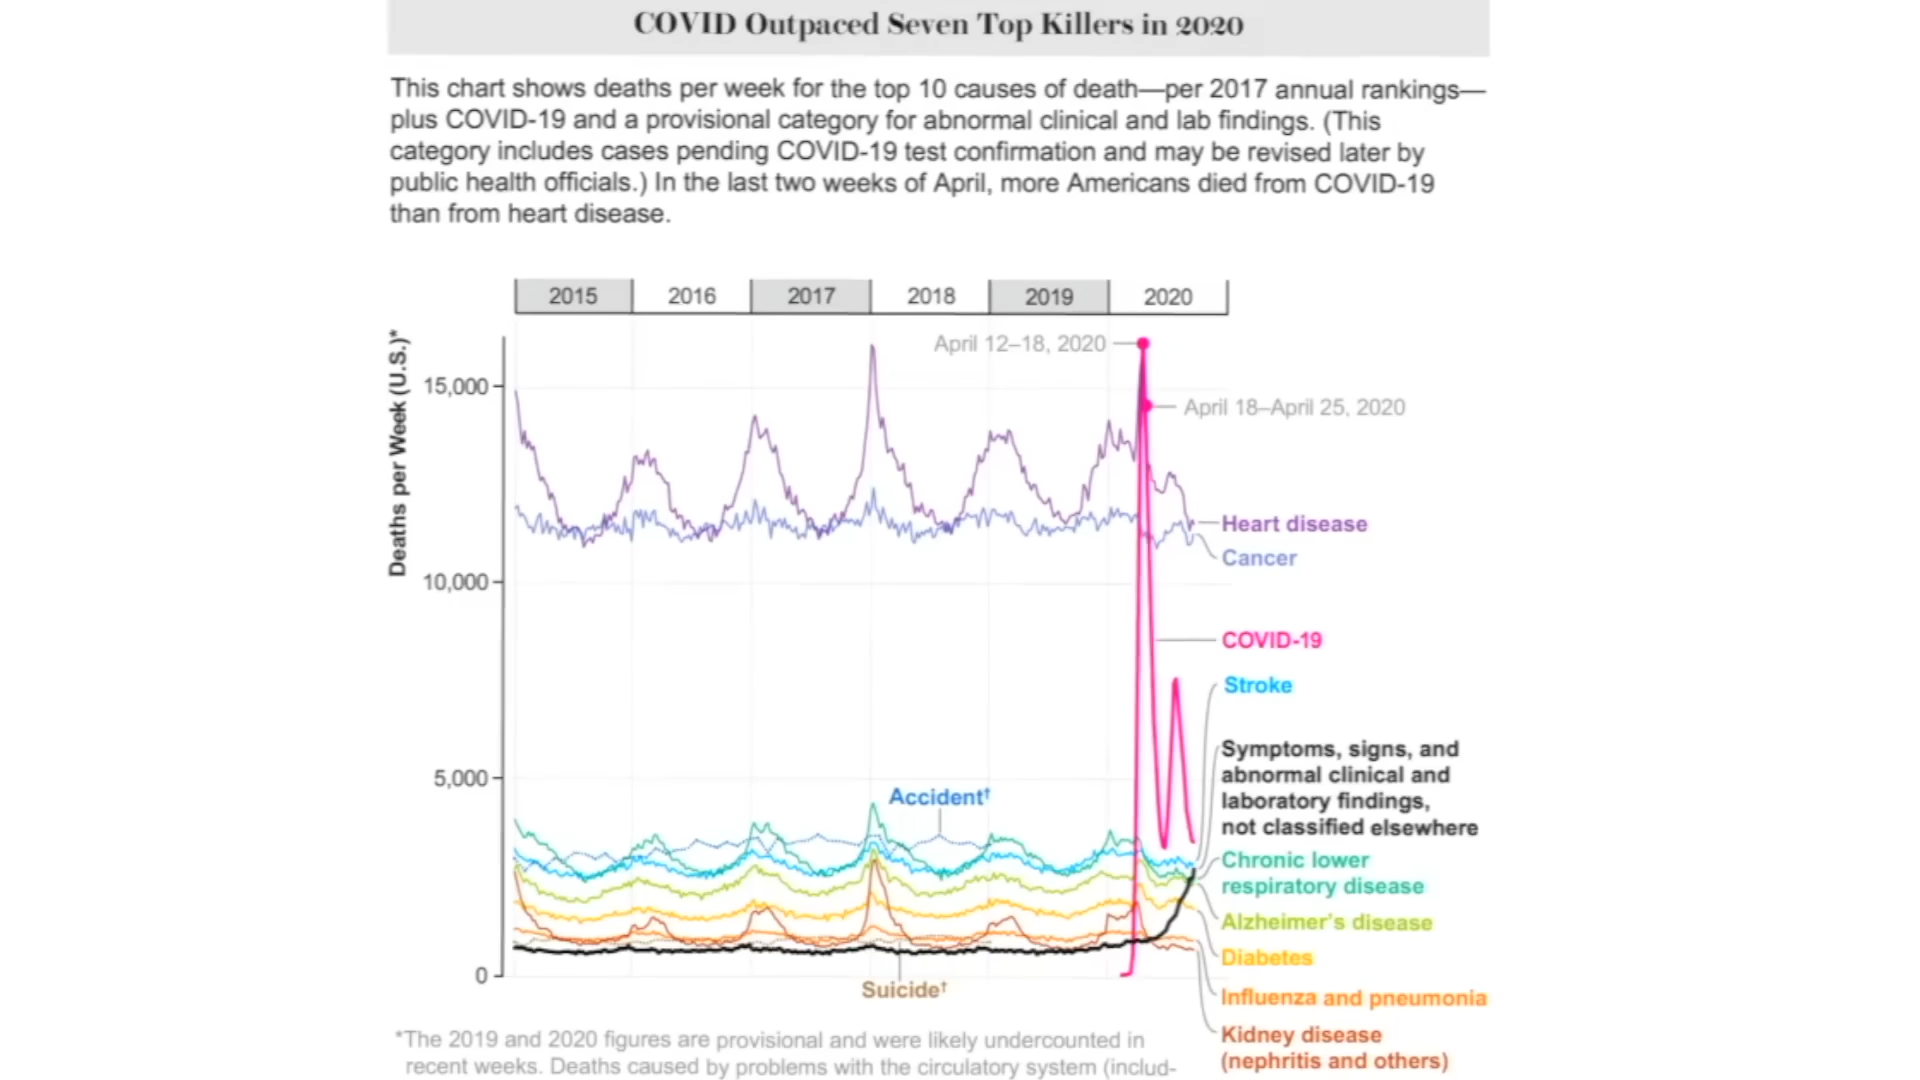 COVID Outpaced Seven Top Killers in 2020
This chart shows deaths per week for the top 10 causes of death—per 2017 annual rankings—
plus COVID-19 and a provisional category for abnormal clinical and lab findings. (This
category includes cases pending COVID-19 test confirmation and may be revised later by
public health officials.) In the last two weeks of April, more Americans died from COVID-19
than from heart disease.
2015 2016 2017 2018 2019 2020
Deaths per Week (U.S.)*
April 12–18, 2020
15,000
April 18–April 25, 2020
Heart disease
Cancer
10,000
COVID-19
Stroke
Symptoms, signs, and
abnormal clinical and
laboratory findings,
not classified elsewhere
5,000
Accident†
Chronic lower
respiratory disease
Alzheimer's disease
Diabetes
0
Suicide†
Influenza and pneumonia
Kidney disease
(nephritis and others)
*The 2019 and 2020 figures are provisional and were likely undercounted in
recent weeks. Deaths caused by problems with the circulatory system (includ-